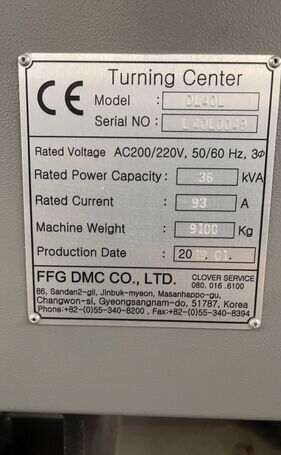 CE Turning Center
Model : DL40L
Serial NO : L40L0049
Rated Voltage AC200/220V, 50/60 Hz, 3Φ
Rated Power Capacity : 36 kVA
Rated Current : 93 A
Machine Weight : 9100 Kg
Production Date : 01.
FFG DMC CO., LTD. CLOVER SERVICE
080. 016 .6100
86, Sandan2-gil, Jinbuk-myeon, Masanhappo-gu,
Changwon-si, Gyeongsangnam-do, 51787, Korea
Phone:+82-(0)55-340-8200 , Fax:+82-(0)55-340-8394